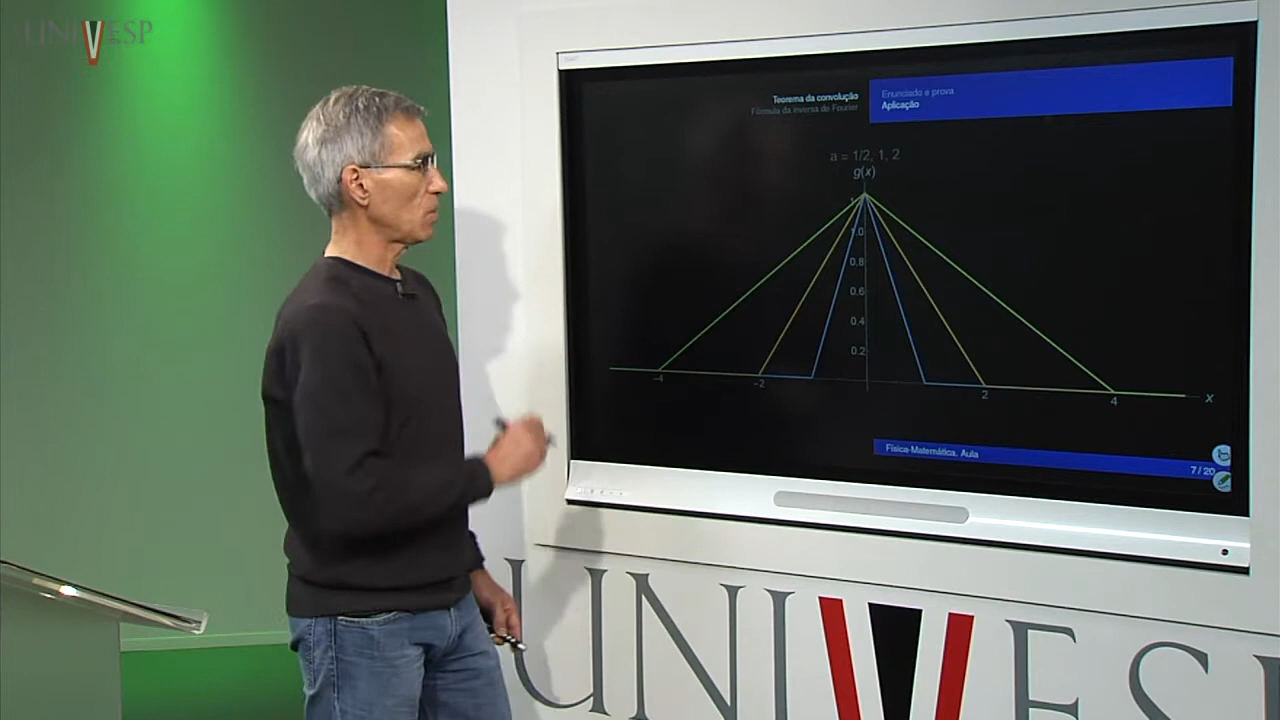 UNIVESP
Teorema da convolução
Fórmula da inversa de Fourier
Enunciado e prova
Aplicação
a = 1/2, 1, 2
g(x)
1.0
0.8
0.6
0.4
0.2
-4
-2
2
4
x
Física-Matemática. Aula
7 / 20
UNIVESP